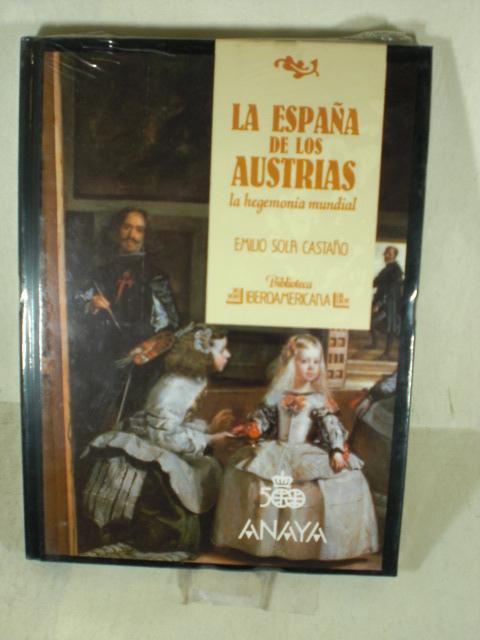 LA ESPAÑA
DE LOS
AUSTRIAS
la hegemonía mundial
EMILIO SOLA CASTAÑO
Biblioteca
IBEROAMERICANA
500
ANAYA